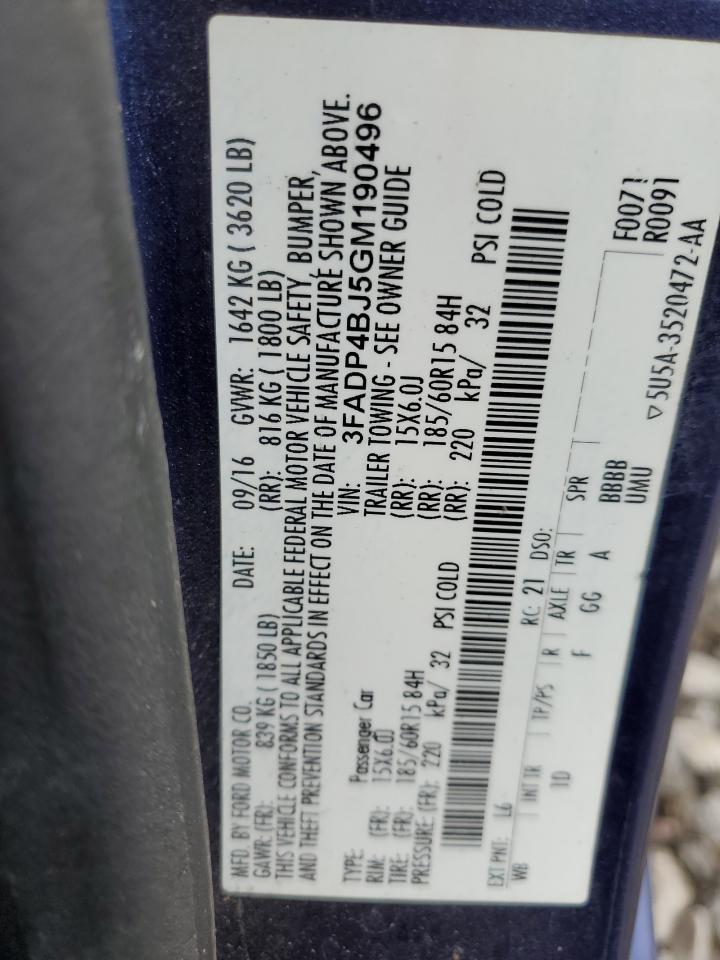 MFD. BY FORD MOTOR CO.
DATE: 09/16 GVWR: 1642 KG ( 3620 LB)
GAWR: (FR): 839 KG ( 1850 LB) (RR): 816 KG ( 1800 LB)
THIS VEHICLE CONFORMS TO ALL APPLICABLE FEDERAL MOTOR VEHICLE SAFETY, BUMPER,
AND THEFT PREVENTION STANDARDS IN EFFECT ON THE DATE OF MANUFACTURE SHOWN ABOVE.
VIN: 3FADP4BJ5GM190496
TYPE: Passenger Car TRAILER TOWING - SEE OWNER GUIDE
RIM: (FR): 15X6.0J (RR): 15X6.0J
TIRE: (FR): 185/60R15 84H (RR): 185/60R15 84H
PRESSURE: (FR): 220 kPa/ 32 PSI COLD (RR): 220 kPa/ 32 PSI COLD
EXT PNT: L6 RC: 21 DSO: F0071
WB INT TR TP/PS R AXLE TR SPR R0091
1D F GG A BBBB
UMU
▽5U5A-3520472-AA